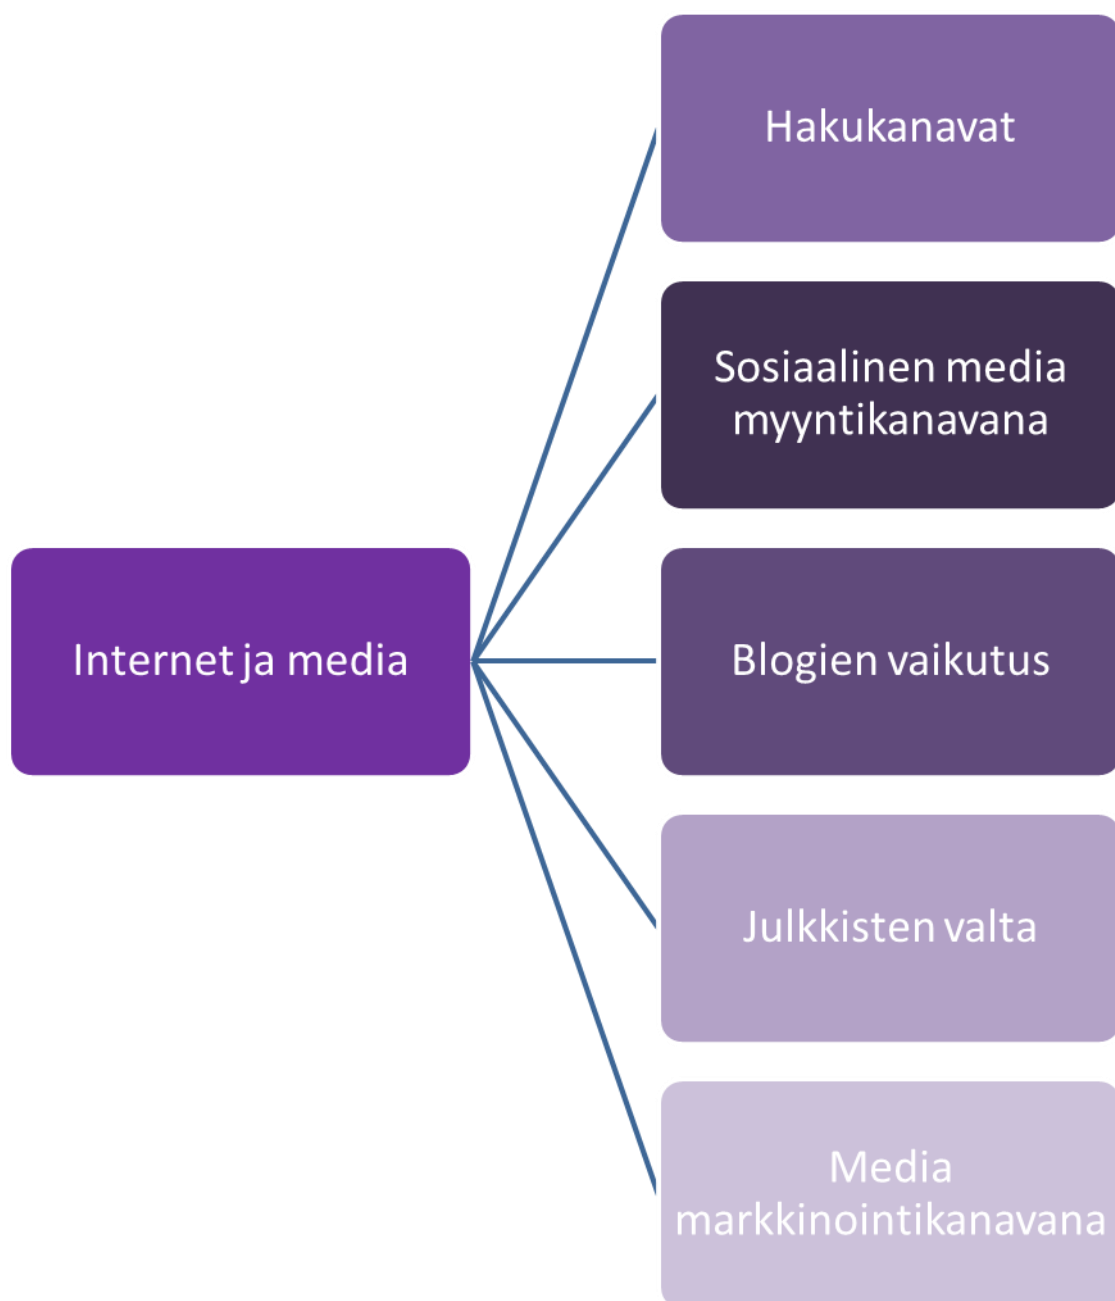 Hakukanavat
Sosiaalinen media
myyntikanavana
Internet ja media
Blogien vaikutus
Julkkisten valta
Media
markkinointikanavana